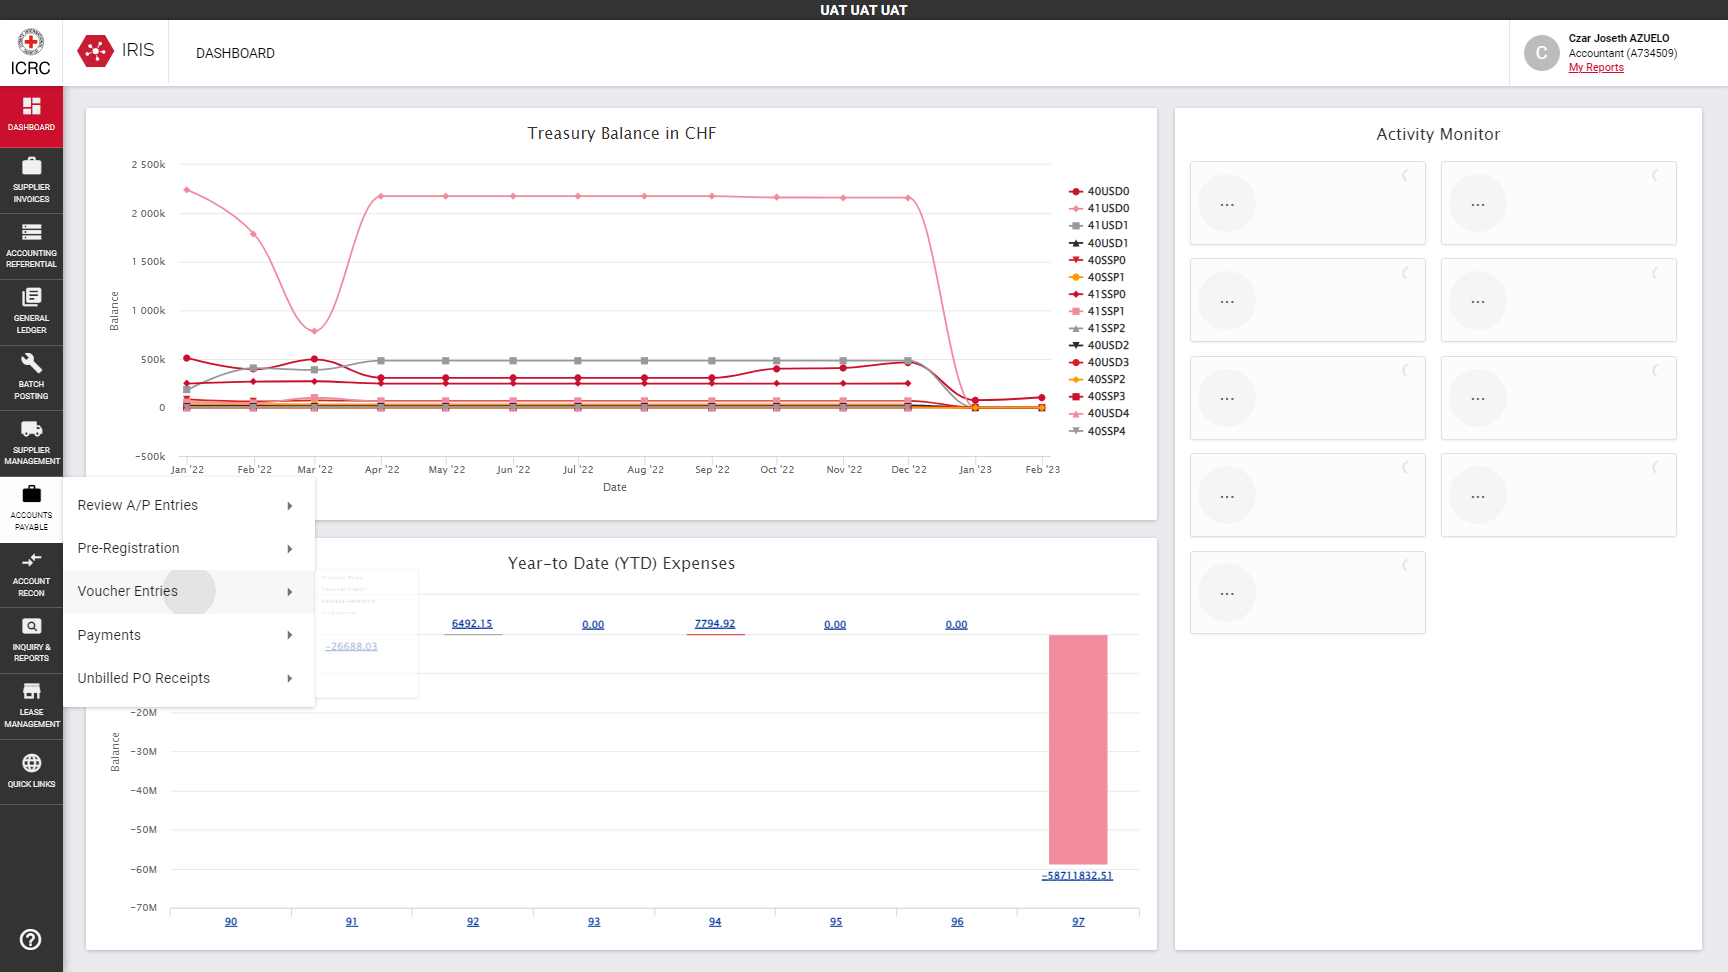 UAT UAT UAT
ICRC
IRIS
DASHBOARD
C
Czar Joseth AZUELO
Accountant (A734509)
My Reports
DASHBOARD
SUPPLIER
INVOICES
ACCOUNTING
REFERENTIAL
GENERAL
LEDGER
BATCH
POSTING
SUPPLIER
MANAGEMENT
ACCOUNTS
PAYABLE
ACCOUNT
RECON
INQUIRY &
REPORTS
LEASE
MANAGEMENT
QUICK LINKS
Review A/P Entries
Pre-Registration
Voucher Entries
Payments
Unbilled PO Receipts
Treasury Balance in CHF
Balance
2 500k
2 000k
1 500k
1 000k
500k
0
-500k
Jan '22
Feb '22
Mar '22
Apr '22
May '22
Jun '22
Jul '22
Aug '22
Sep '22
Oct '22
Nov '22
Dec '22
Jan '23
Feb '23
Date
40USD0
41USD0
41USD1
40USD1
40SSP0
40SSP1
41SSP0
41SSP1
41SSP2
40USD2
40USD3
40SSP2
40SSP3
40USD4
40SSP4
Year-to Date (YTD) Expenses
-26688.03
6492.15
0.00
7794.92
0.00
0.00
-58711832.51
Balance
-20M
-30M
-40M
-50M
-60M
-70M
90
91
92
93
94
95
96
97
Activity Monitor
...
...
...
...
...
...
...
...
...